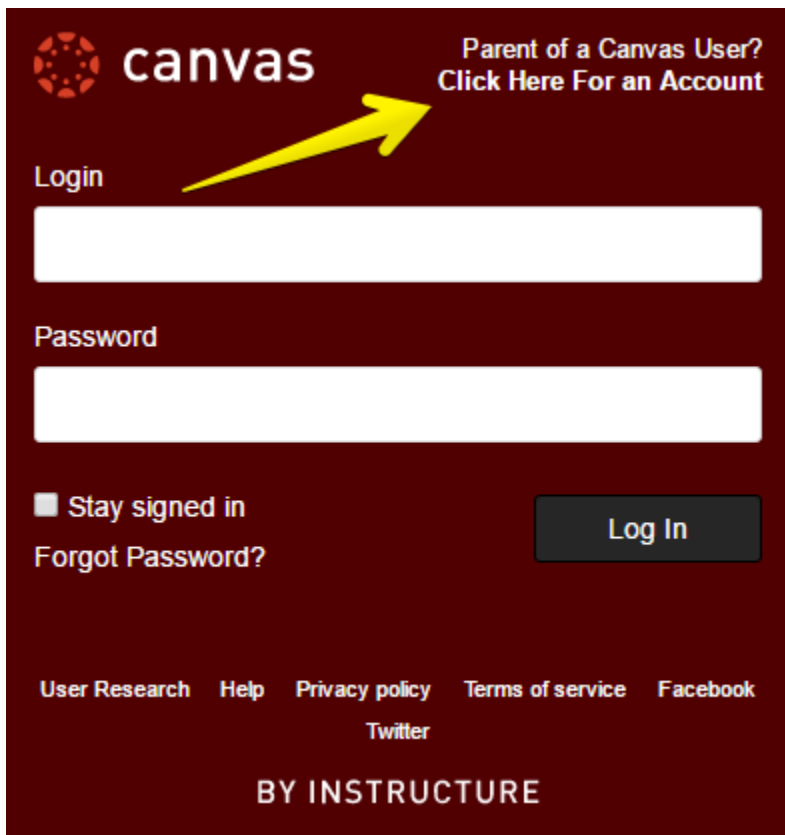 canvas
Parent of a Canvas User?
Click Here For an Account
Login
Password
Stay signed in
Forgot Password?
Log In
User Research Help Privacy policy Terms of service Facebook
Twitter
BY INSTRUCTURE